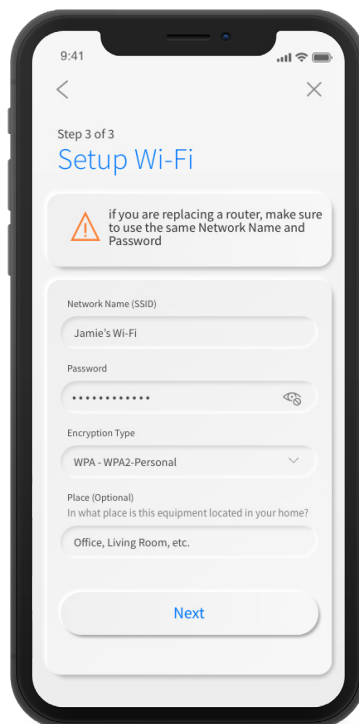 9:41
Step 3 of 3
Setup Wi-Fi
if you are replacing a router, make sure
to use the same Network Name and
Password
Network Name (SSID)
Jamie's Wi-Fi
Password
••••••••••••
Encryption Type
WPA - WPA2-Personal
Place (Optional)
In what place is this equipment located in your home?
Office, Living Room, etc.
Next